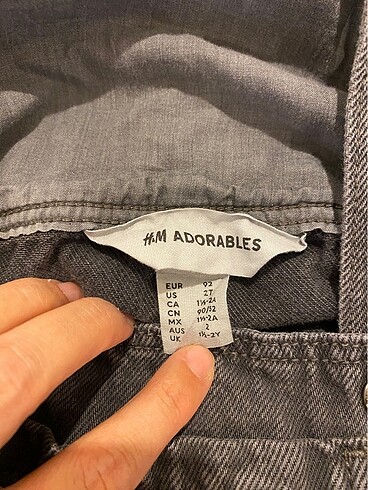 H&M ADORABLES
EUR 92
US 2T
CA 1½-2A
CN 90/52
MX 1½-2A
AUS 2
UK 1½-2Y